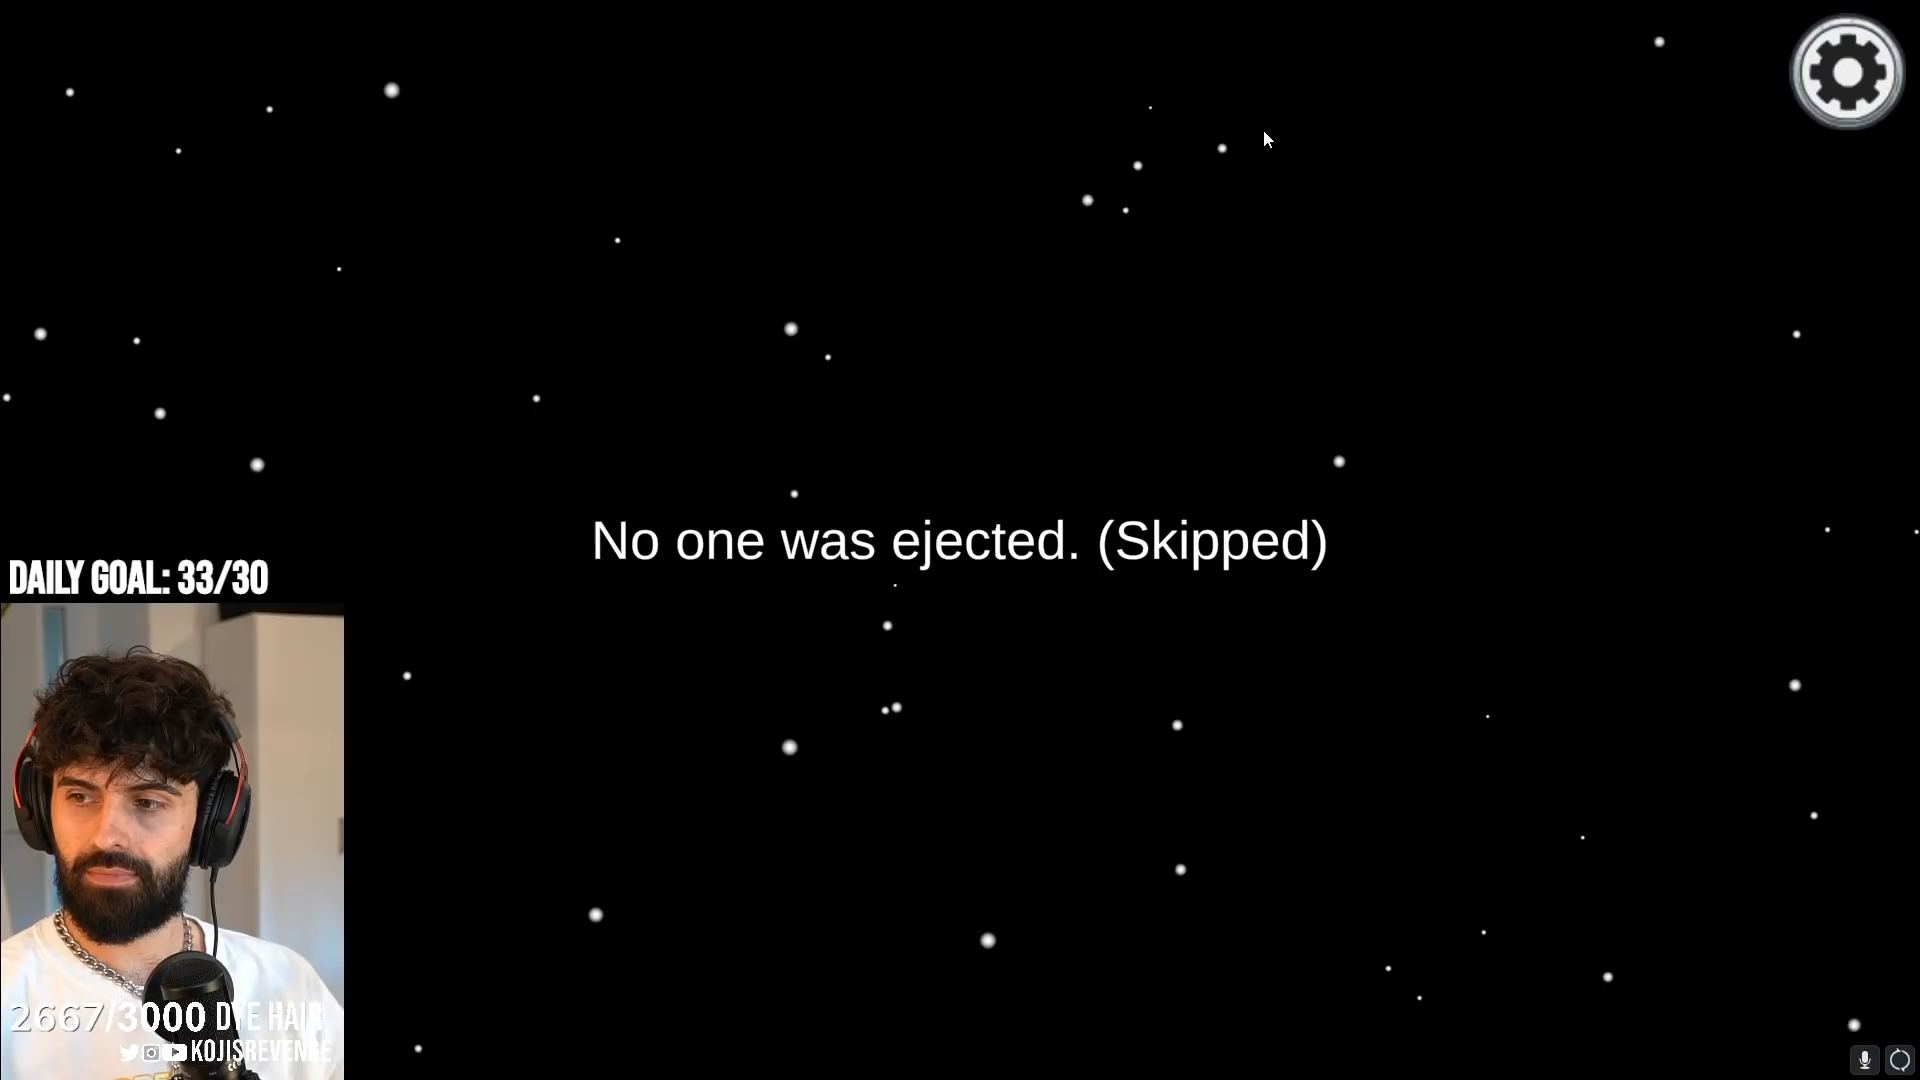 No one was ejected. (Skipped)
DAILY GOAL: 33/30
2667/3000 DYE HAIR
KOJISREVENGE